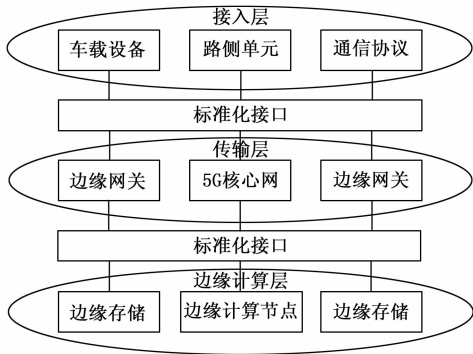 接入层
车载设备 路侧单元 通信协议
标准化接口
传输层
边缘网关 5G核心网 边缘网关
标准化接口
边缘计算层
边缘存储 边缘计算节点 边缘存储